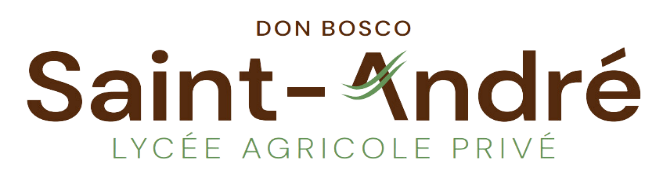 DON BOSCO
Saint-André
LYCÉE AGRICOLE PRIVÉ